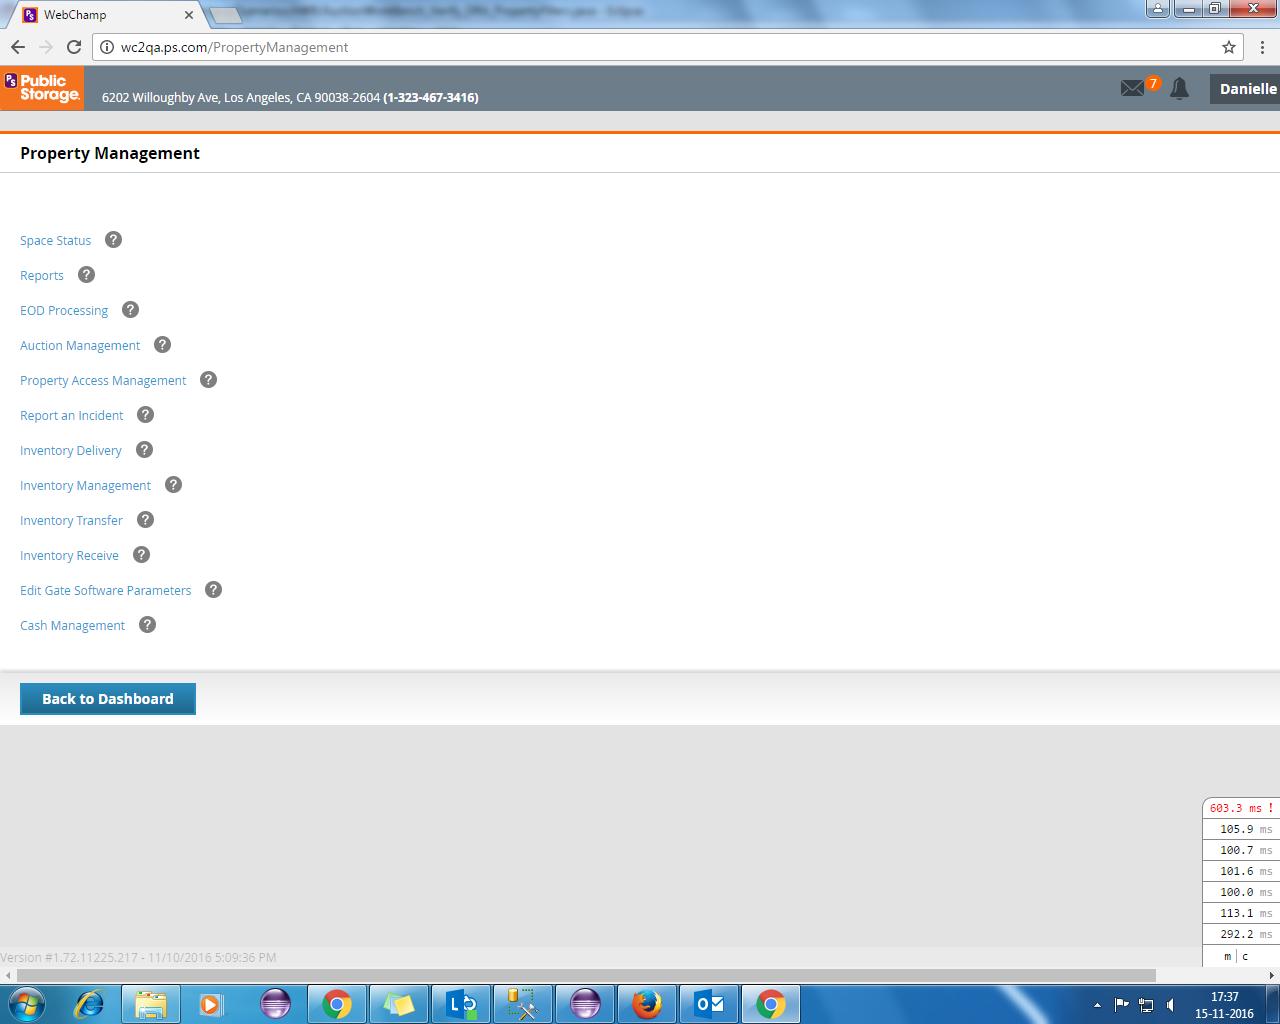 WebChamp
wc2qa.ps.com/PropertyManagement
PS Public Storage.
6202 Willoughby Ave, Los Angeles, CA 90038-2604 (1-323-467-3416)
7
Danielle
Property Management
Space Status ?
Reports ?
EOD Processing ?
Auction Management ?
Property Access Management ?
Report an Incident ?
Inventory Delivery ?
Inventory Management ?
Inventory Transfer ?
Inventory Receive ?
Edit Gate Software Parameters ?
Cash Management ?
Back to Dashboard
603.3 ms !
105.9 ms
100.7 ms
101.6 ms
100.0 ms
113.1 ms
292.2 ms
m | c
Version #1.72.11225.217 - 11/10/2016 5:09:36 PM
17:37
15-11-2016